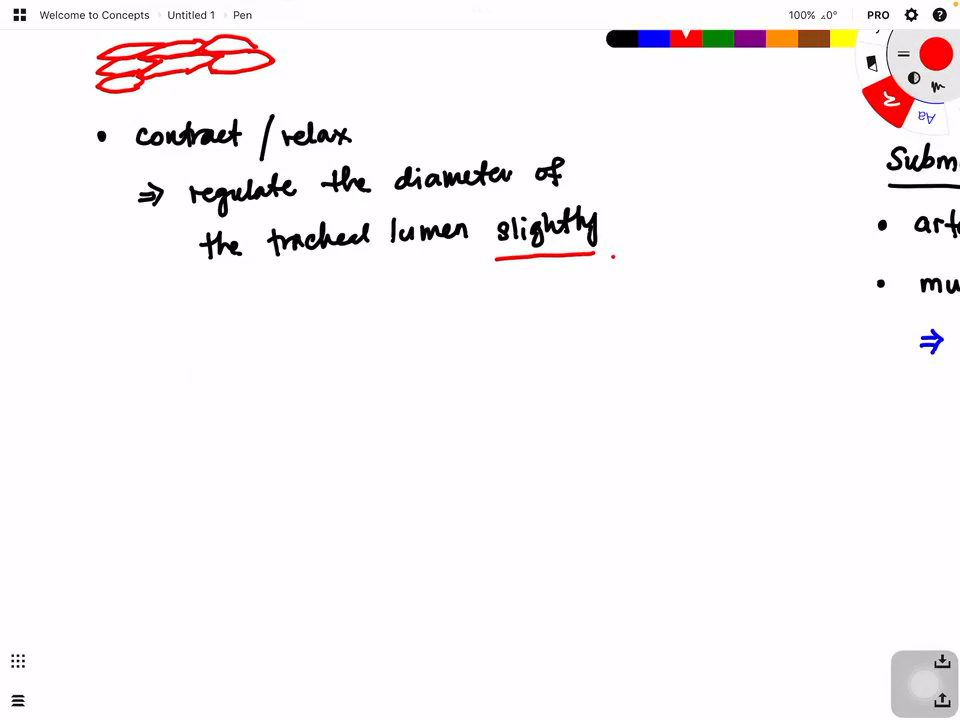 Welcome to Concepts › Untitled 1 › Pen
100% ⊿0° PRO
• contract / relax
⇒ regulate the diameter of
the tracheal lumen slightly
Aa
Subm
• art
• mu
⇒